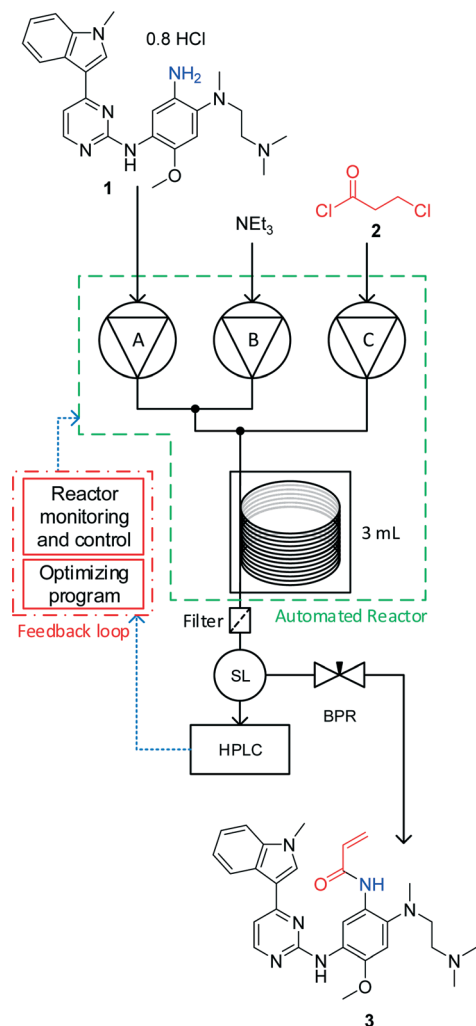 N
0.8 HCl
NH₂
N
N
N
N
H
N
O
1
O
Cl
Cl
2
NEt₃
A
B
C
Reactor
monitoring
and control
Optimizing
program
Feedback loop
3 mL
Automated Reactor
Filter
SL
BPR
HPLC
N
O
NH
N
N
N
N
H
N
O
3